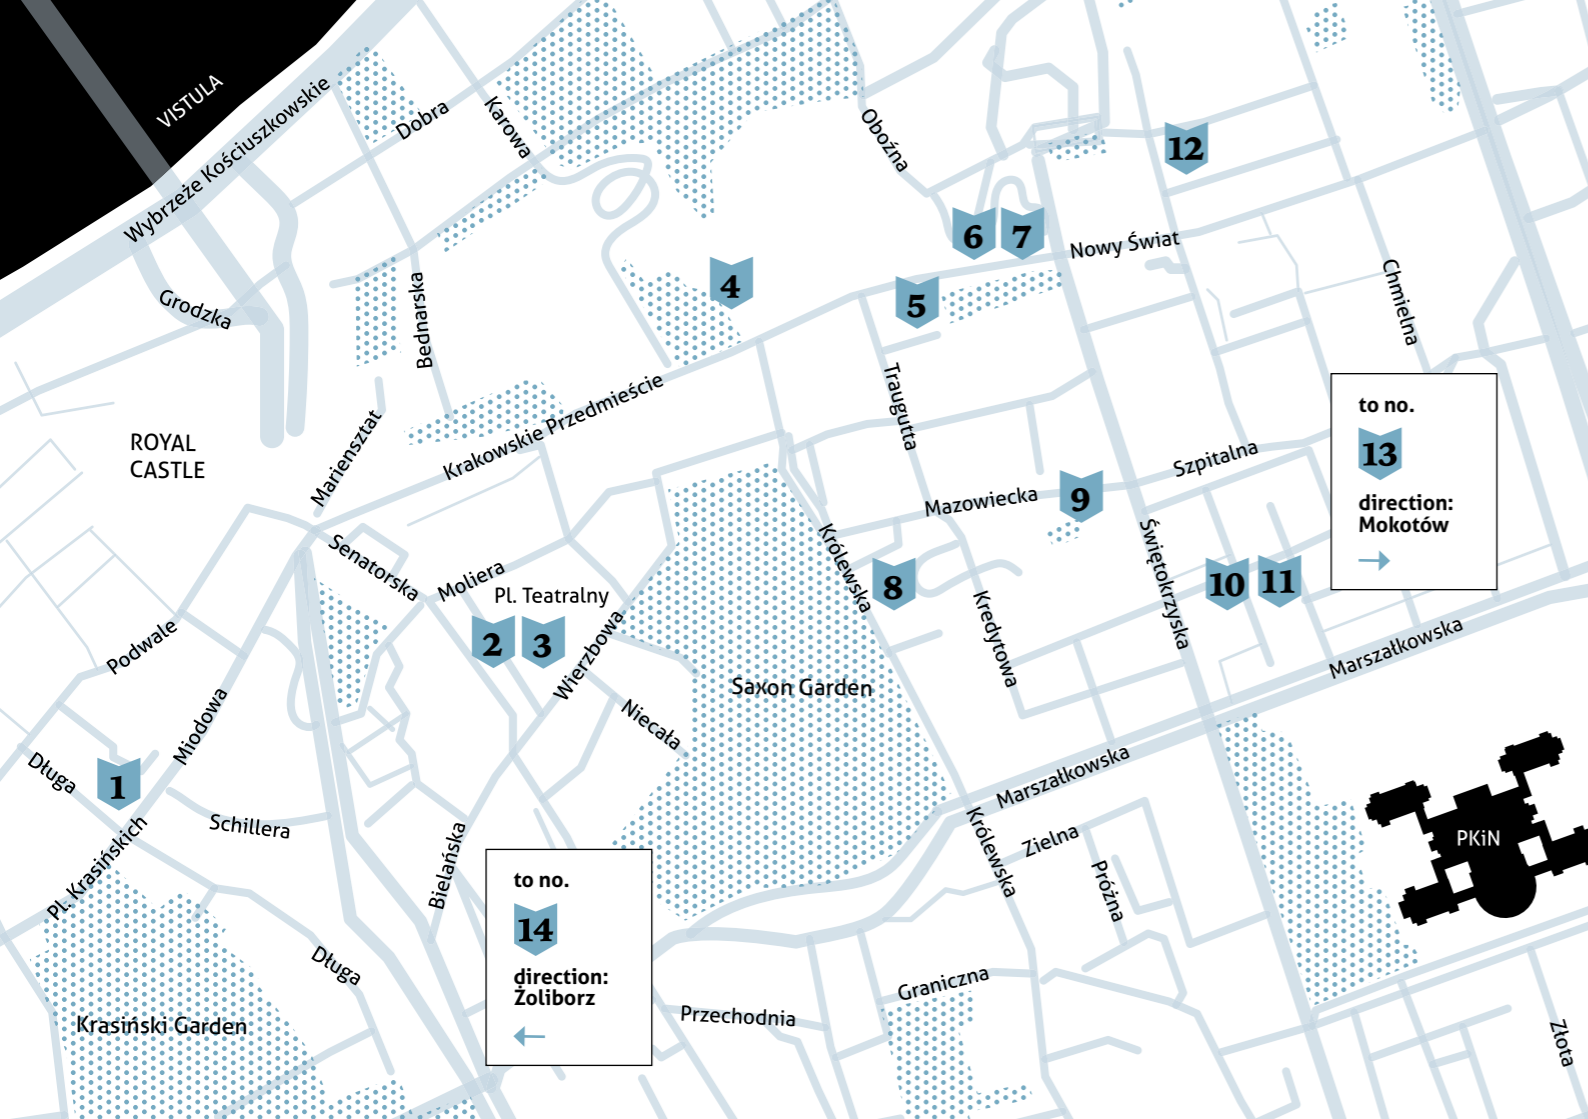 VISTULA
Wybrzeże Kościuszkowskie
Dobra
Karowa
Oboźna
12
6
7
Nowy Świat
Grodzka
Bednarska
4
5
Chmielna
Traugutta
to no.
13
direction:
Mokotów
ROYAL
CASTLE
Mariensztat
Krakowskie Przedmieście
Szpitalna
Mazowiecka
9
Senatorska
Moliera
Pl. Teatralny
2
3
Wierzbowa
Królewska
8
Kredytowa
Świętokrzyska
10
11
Marszałkowska
Podwale
Miodowa
Saxon Garden
Niecała
Długa
1
Schillera
Pl. Krasińskich
Marszałkowska
Królewska
Zielna
Próżna
PKiN
Bielańska
to no.
14
direction:
Żoliborz
Długa
Krasiński Garden
Graniczna
Przechodnia
Złota